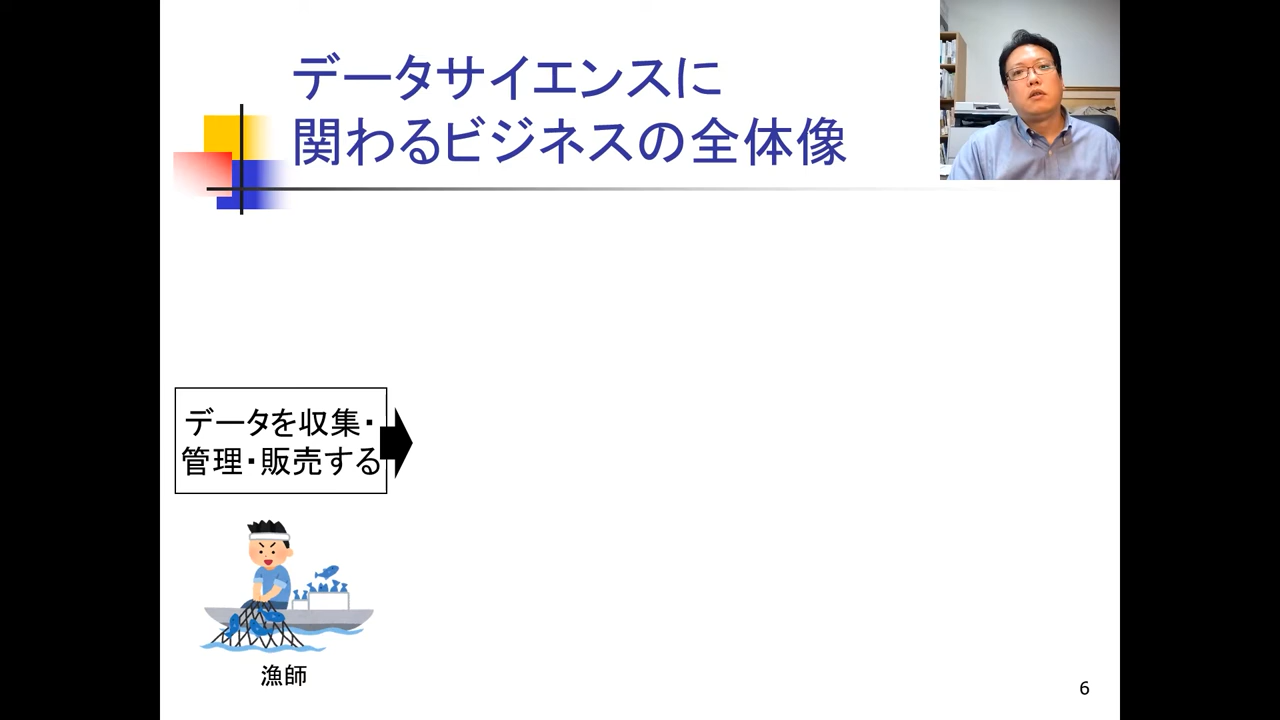 データサイエンスに
関わるビジネスの全体像
データを収集・
管理・販売する
漁師
6